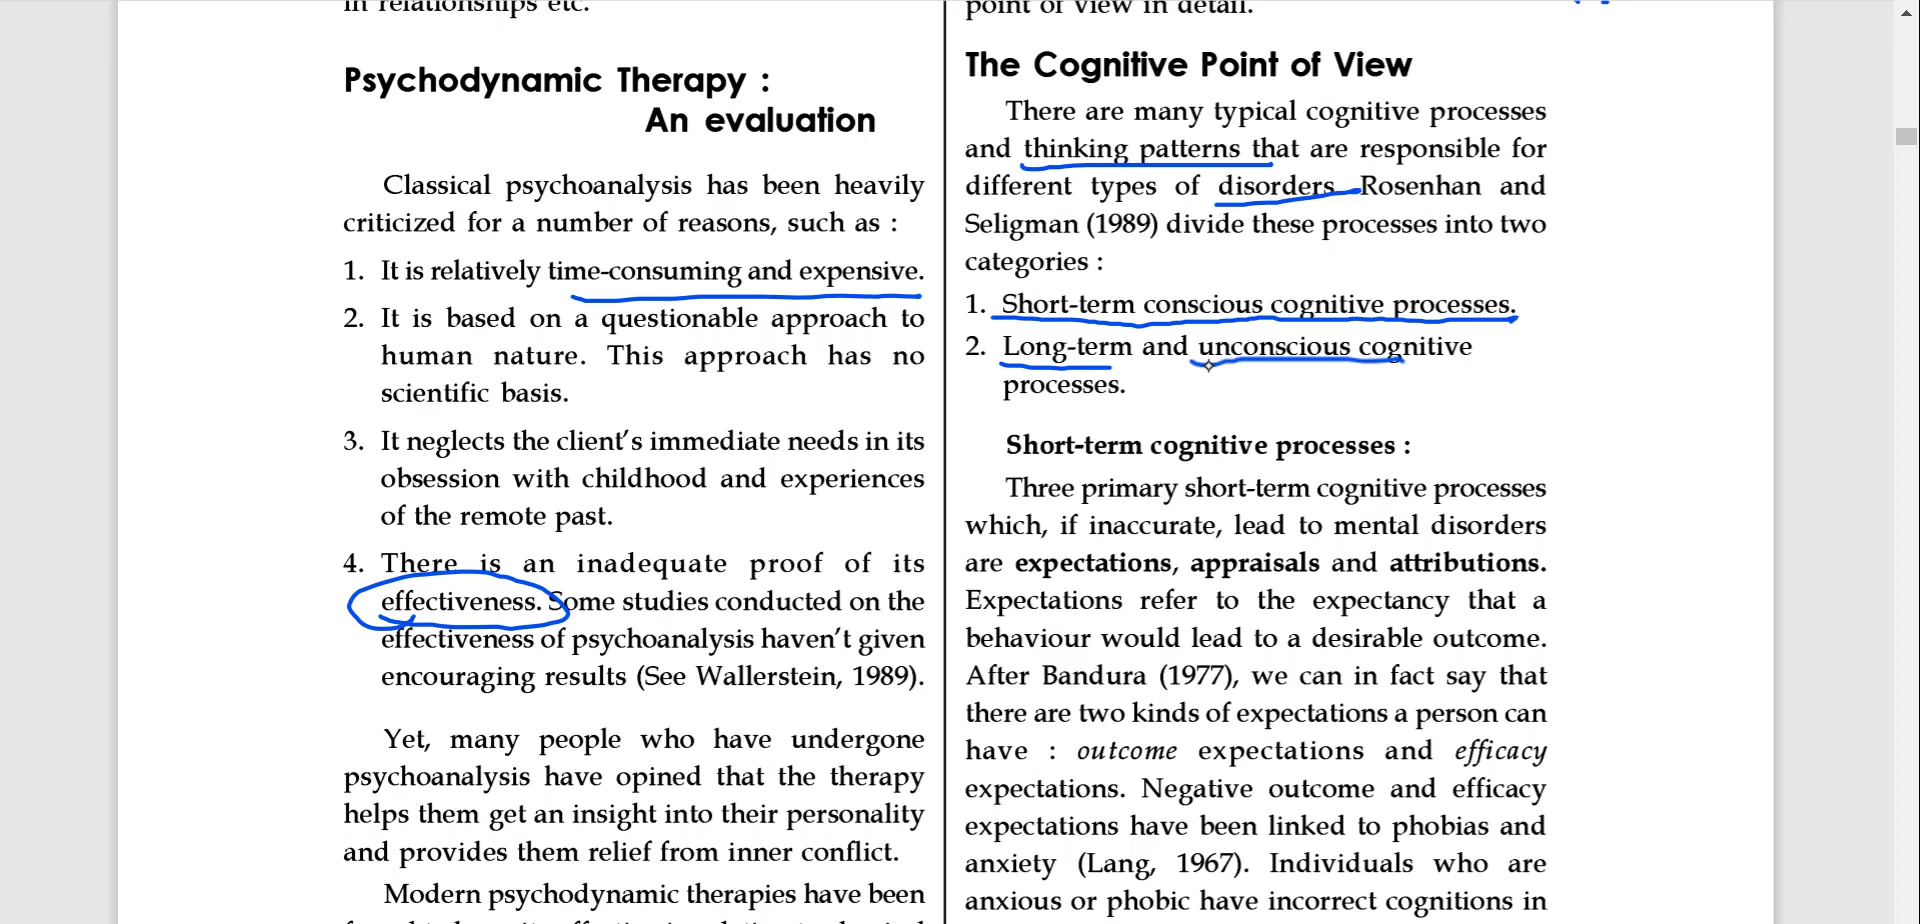 in relationships etc.
Psychodynamic Therapy :
An evaluation
Classical psychoanalysis has been heavily
criticized for a number of reasons, such as :
1. It is relatively time-consuming and expensive.
2. It is based on a questionable approach to
human nature. This approach has no
scientific basis.
3. It neglects the client's immediate needs in its
obsession with childhood and experiences
of the remote past.
4. There is an inadequate proof of its
effectiveness. Some studies conducted on the
effectiveness of psychoanalysis haven't given
encouraging results (See Wallerstein, 1989).
Yet, many people who have undergone
psychoanalysis have opined that the therapy
helps them get an insight into their personality
and provides them relief from inner conflict.
Modern psychodynamic therapies have been
point of view in detail.
The Cognitive Point of View
There are many typical cognitive processes
and thinking patterns that are responsible for
different types of disorders. Rosenhan and
Seligman (1989) divide these processes into two
categories :
1. Short-term conscious cognitive processes.
2. Long-term and unconscious cognitive
processes.
Short-term cognitive processes :
Three primary short-term cognitive processes
which, if inaccurate, lead to mental disorders
are expectations, appraisals and attributions.
Expectations refer to the expectancy that a
behaviour would lead to a desirable outcome.
After Bandura (1977), we can in fact say that
there are two kinds of expectations a person can
have : outcome expectations and efficacy
expectations. Negative outcome and efficacy
expectations have been linked to phobias and
anxiety (Lang, 1967). Individuals who are
anxious or phobic have incorrect cognitions in